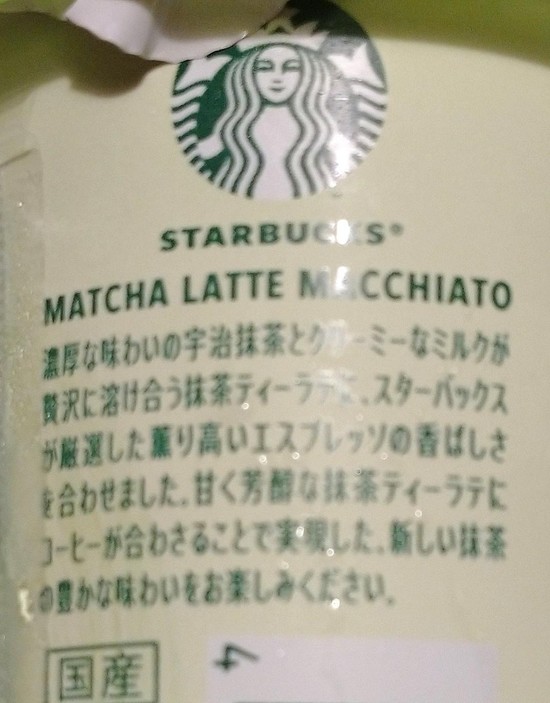 STARBUCKS®
MATCHA LATTE MACCHIATO
濃厚な味わいの宇治抹茶とクリーミーなミルクが
贅沢に溶け合う抹茶ティーラテに、スターバックス
が厳選した薫り高いエスプレッソの香ばしさ
を合わせました。甘く芳醇な抹茶ティーラテに
コーヒーが合わさることで実現した、新しい抹茶
の豊かな味わいをお楽しみください。
国産
4